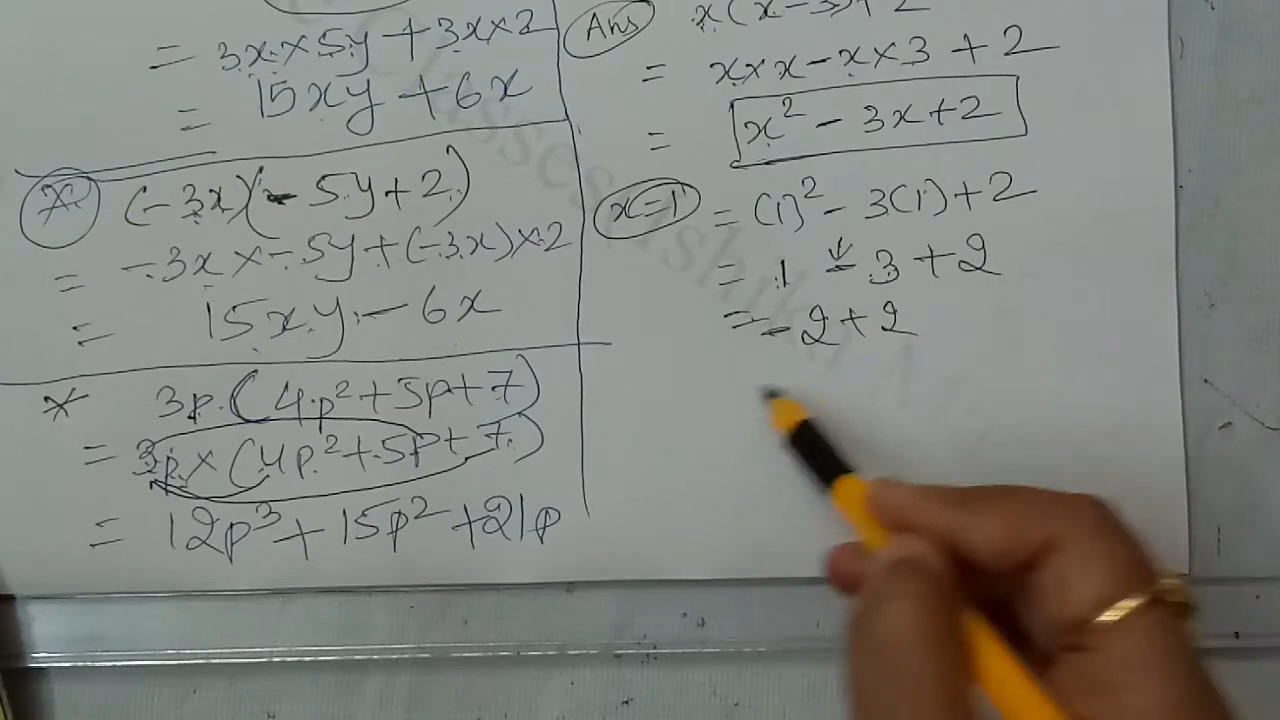 = 3x × 5y + 3x × 2
= 15xy + 6x
* (-3x)(-5y+2)
= -3x × -5y + (-3x) × 2
= 15xy - 6x
* 3p (4p² + 5p + 7)
= 3p × (4p² + 5p + 7)
= 12p³ + 15p² + 21p
Ans x(x-3)+2
= x × x - x × 3 + 2
= x² - 3x + 2
x=1 = (1)² - 3(1) + 2
= 1 - 3 + 2
= -2 + 2